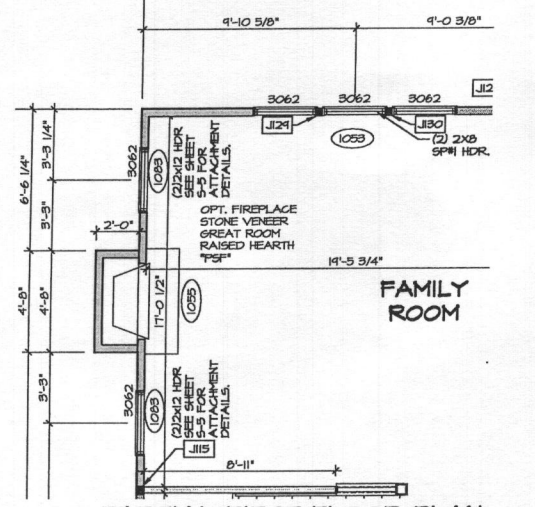 9'-10 5/8"
9'-0 3/8"
J12
3062
3062
3062
J129
J130
1053
(2) 2X8
SP#1 HDR.
6'-6 1/4"
3'-3 1/4"
3062
1083
(2)2x12 HDR
SEE SHEET
S-5 FOR
ATTACHMENT
DETAILS.
OPT. FIREPLACE
STONE VENEER
GREAT ROOM
RAISED HEARTH
"PSF"
3'-3"
2'-0"
19'-5 3/4"
4'-8"
4'-8"
17'-0 1/2"
1055
FAMILY
ROOM
3'-3"
3062
1083
(2)2x12 HDR
SEE SHEET
S-5 FOR
ATTACHMENT
DETAILS.
J115
8'-11"